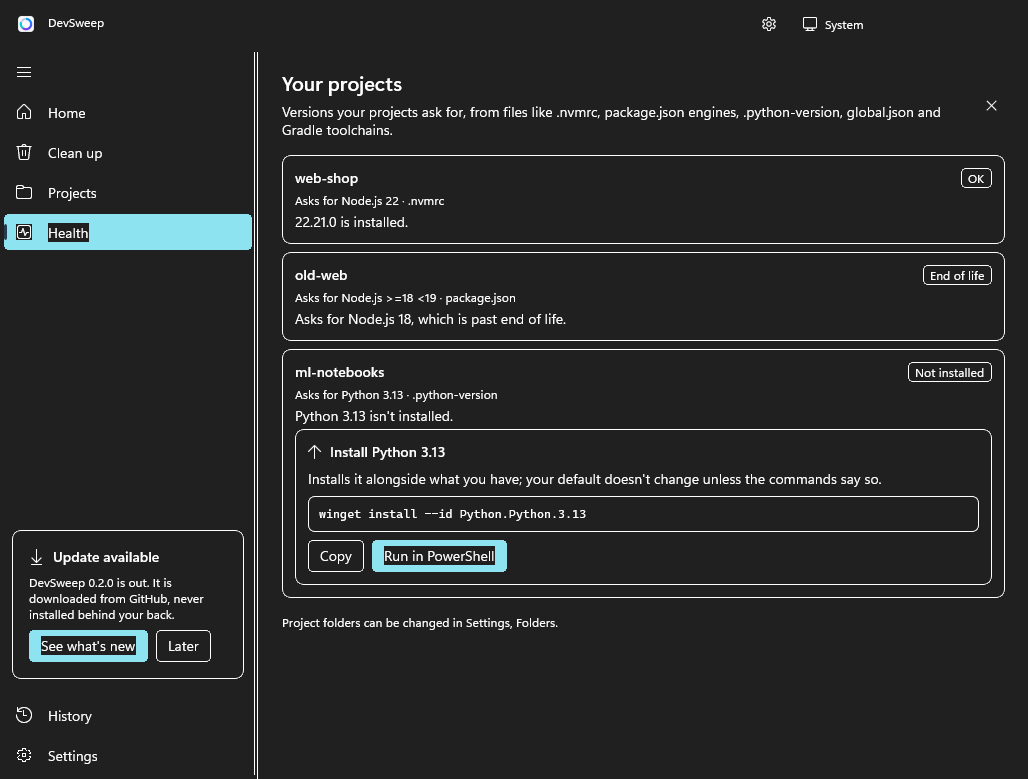 DevSweep
System
Home
Clean up
Projects
Health
Update available
DevSweep 0.2.0 is out. It is
downloaded from GitHub, never
installed behind your back.
See what's new
Later
History
Settings
Your projects
Versions your projects ask for, from files like .nvmrc, package.json engines, .python-version, global.json and
Gradle toolchains.
web-shop
OK
Asks for Node.js 22 · .nvmrc
22.21.0 is installed.
old-web
End of life
Asks for Node.js >=18 <19 · package.json
Asks for Node.js 18, which is past end of life.
ml-notebooks
Not installed
Asks for Python 3.13 · .python-version
Python 3.13 isn't installed.
Install Python 3.13
Installs it alongside what you have; your default doesn't change unless the commands say so.
winget install --id Python.Python.3.13
Copy
Run in PowerShell
Project folders can be changed in Settings, Folders.